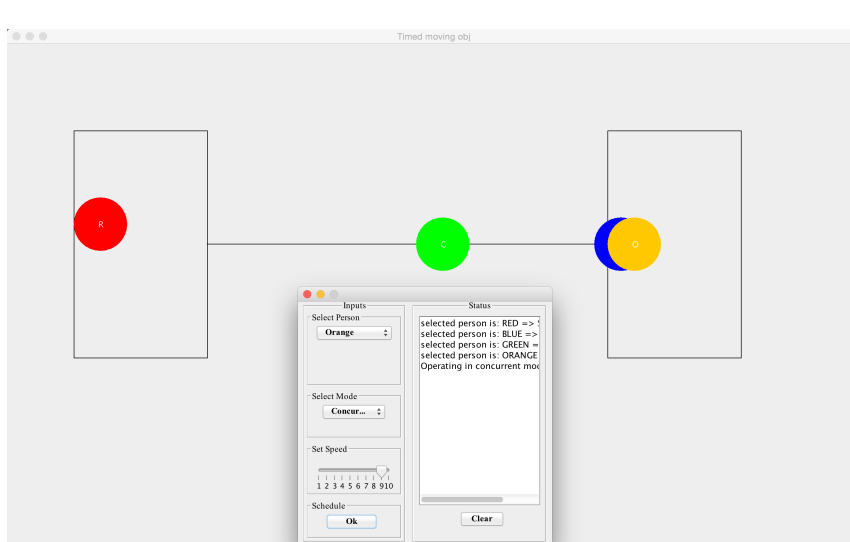 Timed moving obj
R
G
O
Inputs
Select Person
Orange
Select Mode
Concur...
Set Speed
1 2 3 4 5 6 7 8 9 10
Schedule
Ok
Status
selected person is: RED =>
selected person is: BLUE =>
selected person is: GREEN =
selected person is: ORANGE
Operating in concurrent mod
Clear